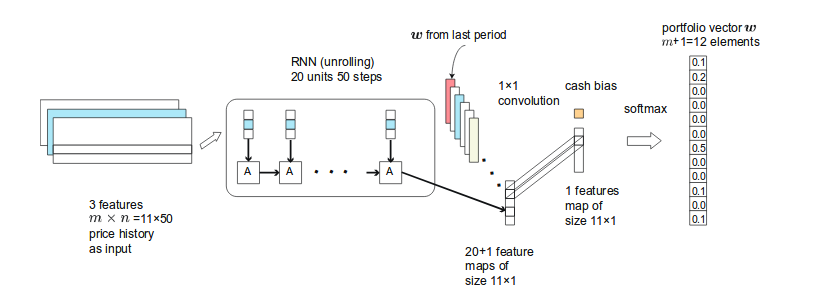 portfolio vector w
m+1=12 elements
w from last period
RNN (unrolling)
20 units 50 steps
1×1
convolution
cash bias
softmax
0.1
0.2
0.0
0.0
0.0
0.0
0.5
0.0
0.0
0.1
0.0
0.1
A
A
A
3 features
m × n =11×50
price history
as input
1 features
map of
size 11×1
20+1 feature
maps of
size 11×1